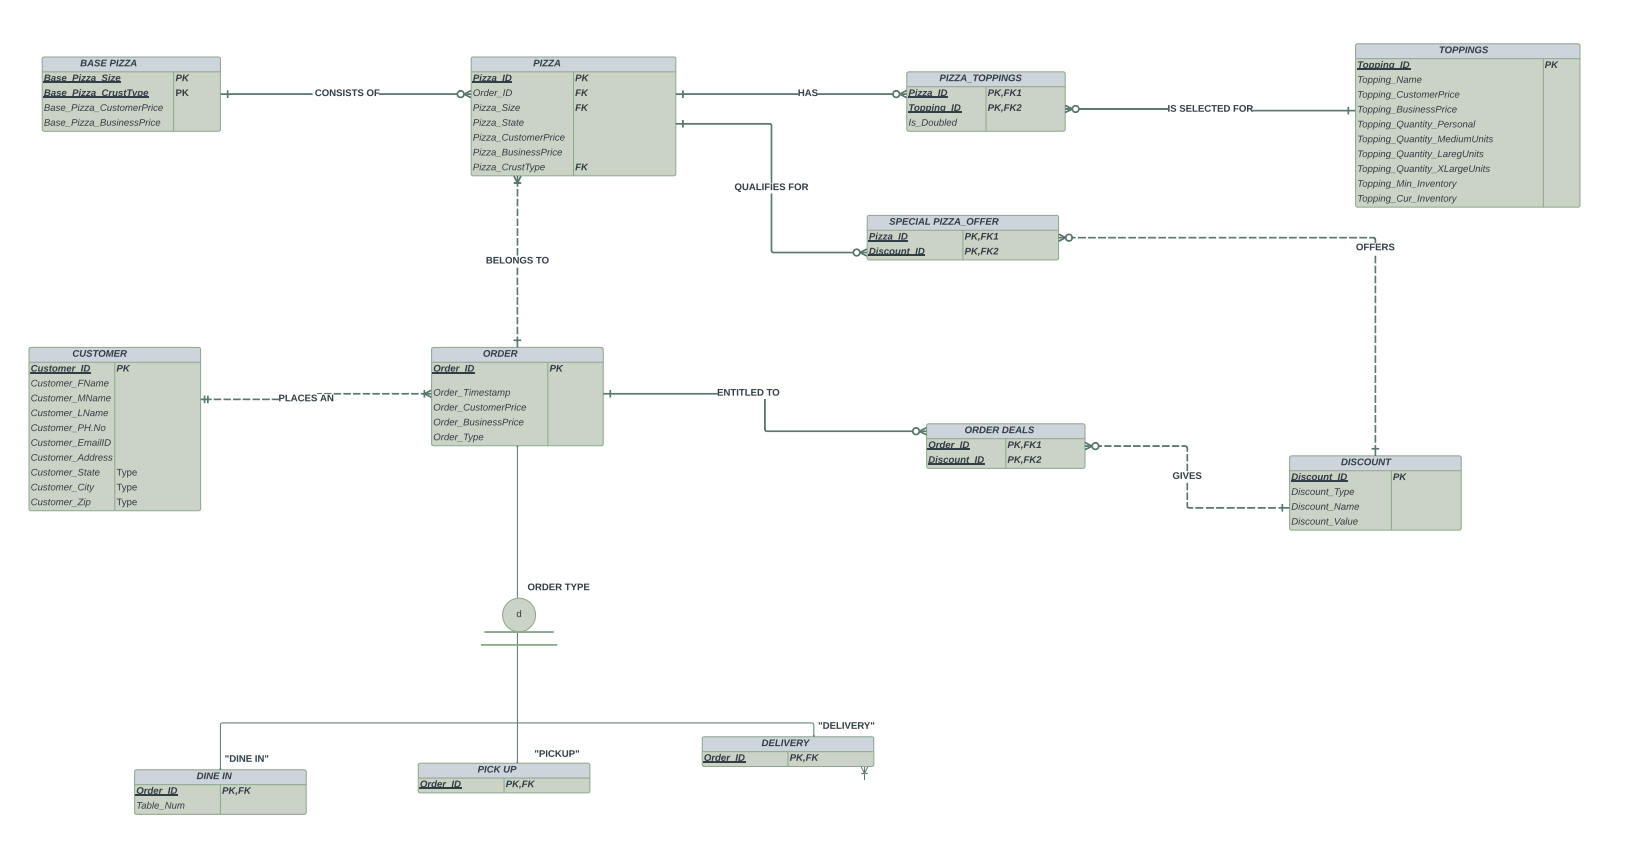 BASE PIZZA
Base_Pizza_Size PK
Base_Pizza_CrustType PK
Base_Pizza_CustomerPrice
Base_Pizza_BusinessPrice
CONSISTS OF
PIZZA
Pizza_ID PK
Order_ID FK
Pizza_Size FK
Pizza_State
Pizza_CustomerPrice
Pizza_BusinessPrice
Pizza_CrustType FK
HAS
PIZZA_TOPPINGS
Pizza_ID PK,FK1
Topping_ID PK,FK2
Is_Doubled
IS SELECTED FOR
TOPPINGS
Topping_ID PK
Topping_Name
Topping_CustomerPrice
Topping_BusinessPrice
Topping_Quantity_Personal
Topping_Quantity_MediumUnits
Topping_Quantity_LaregUnits
Topping_Quantity_XLargeUnits
Topping_Min_Inventory
Topping_Cur_Inventory
QUALIFIES FOR
SPECIAL PIZZA_OFFER
Pizza_ID PK,FK1
Discount_ID PK,FK2
OFFERS
BELONGS TO
CUSTOMER
Customer_ID PK
Customer_FName
Customer_MName
Customer_LName
Customer_PH.No
Customer_EmailID
Customer_Address
Customer_State Type
Customer_City Type
Customer_Zip Type
PLACES AN
ORDER
Order_ID PK
Order_Timestamp
Order_CustomerPrice
Order_BusinessPrice
Order_Type
ENTITLED TO
ORDER DEALS
Order_ID PK,FK1
Discount_ID PK,FK2
GIVES
DISCOUNT
Discount_ID PK
Discount_Type
Discount_Name
Discount_Value
ORDER TYPE
d
"DINE IN"
DINE IN
Order_ID PK,FK
Table_Num
"PICKUP"
PICK UP
Order_ID PK,FK
"DELIVERY"
DELIVERY
Order_ID PK,FK